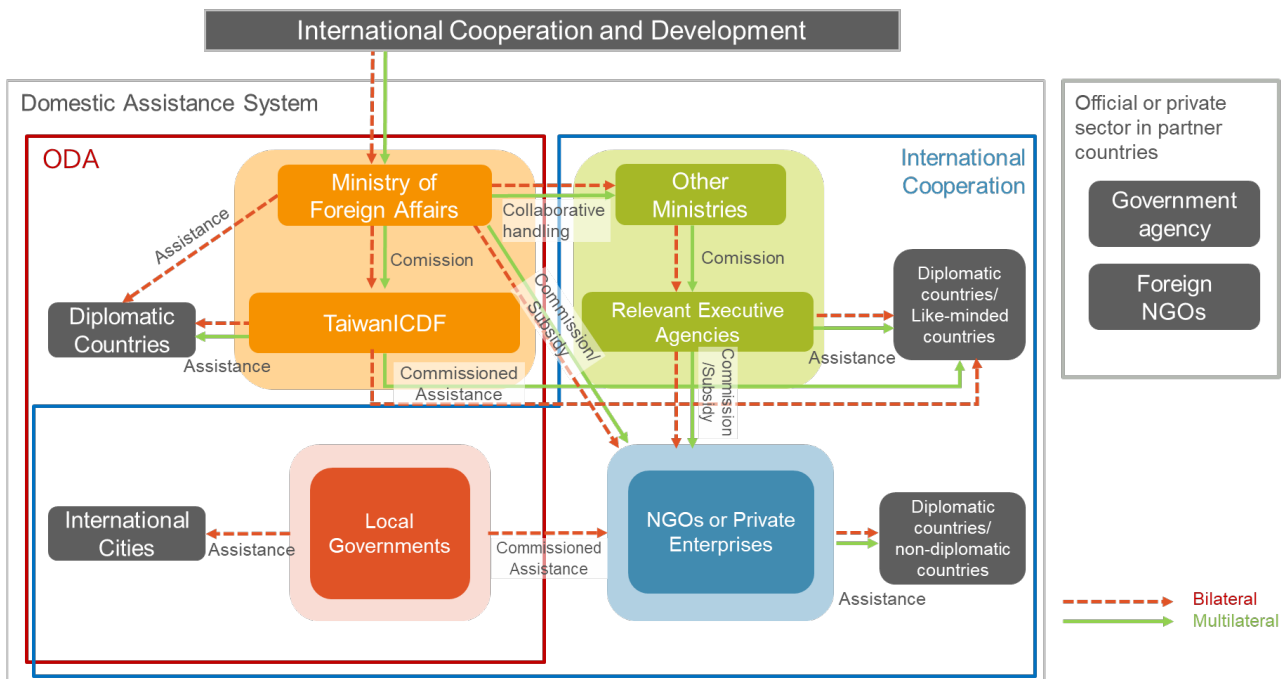 International Cooperation and Development
Domestic Assistance System
Official or private
sector in partner
countries
Government
agency
Foreign
NGOs
ODA
International
Cooperation
Ministry of
Foreign Affairs
Other
Ministries
Collaborative
handling
Assistance
Comission
Comission
Diplomatic
Countries
TaiwanICDF
Commission/
Subsidy
Relevant Executive
Agencies
Diplomatic
countries/
Like-minded
countries
Assistance
Assistance
Commissioned
Assistance
Commission
/Subsidy
International
Cities
Assistance
Local
Governments
Commissioned
Assistance
NGOs or Private
Enterprises
Diplomatic
countries/
non-diplomatic
countries
Assistance
Bilateral
Multilateral